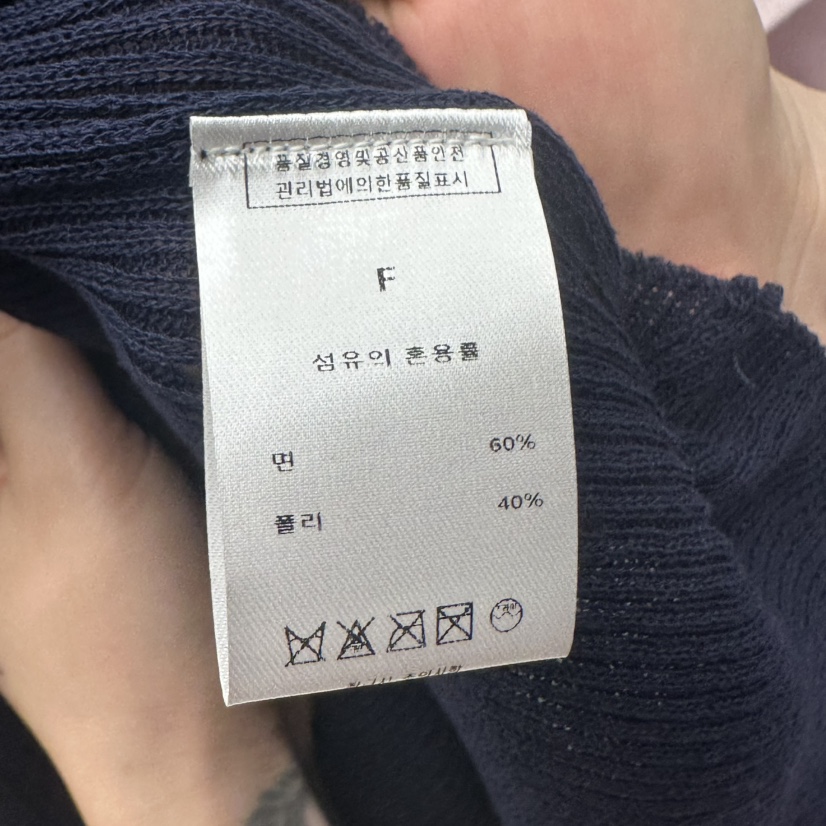 품질경영및공산품안전
관리법에의한품질표시
F
섬유의 혼용률
면 60%
폴리 40%